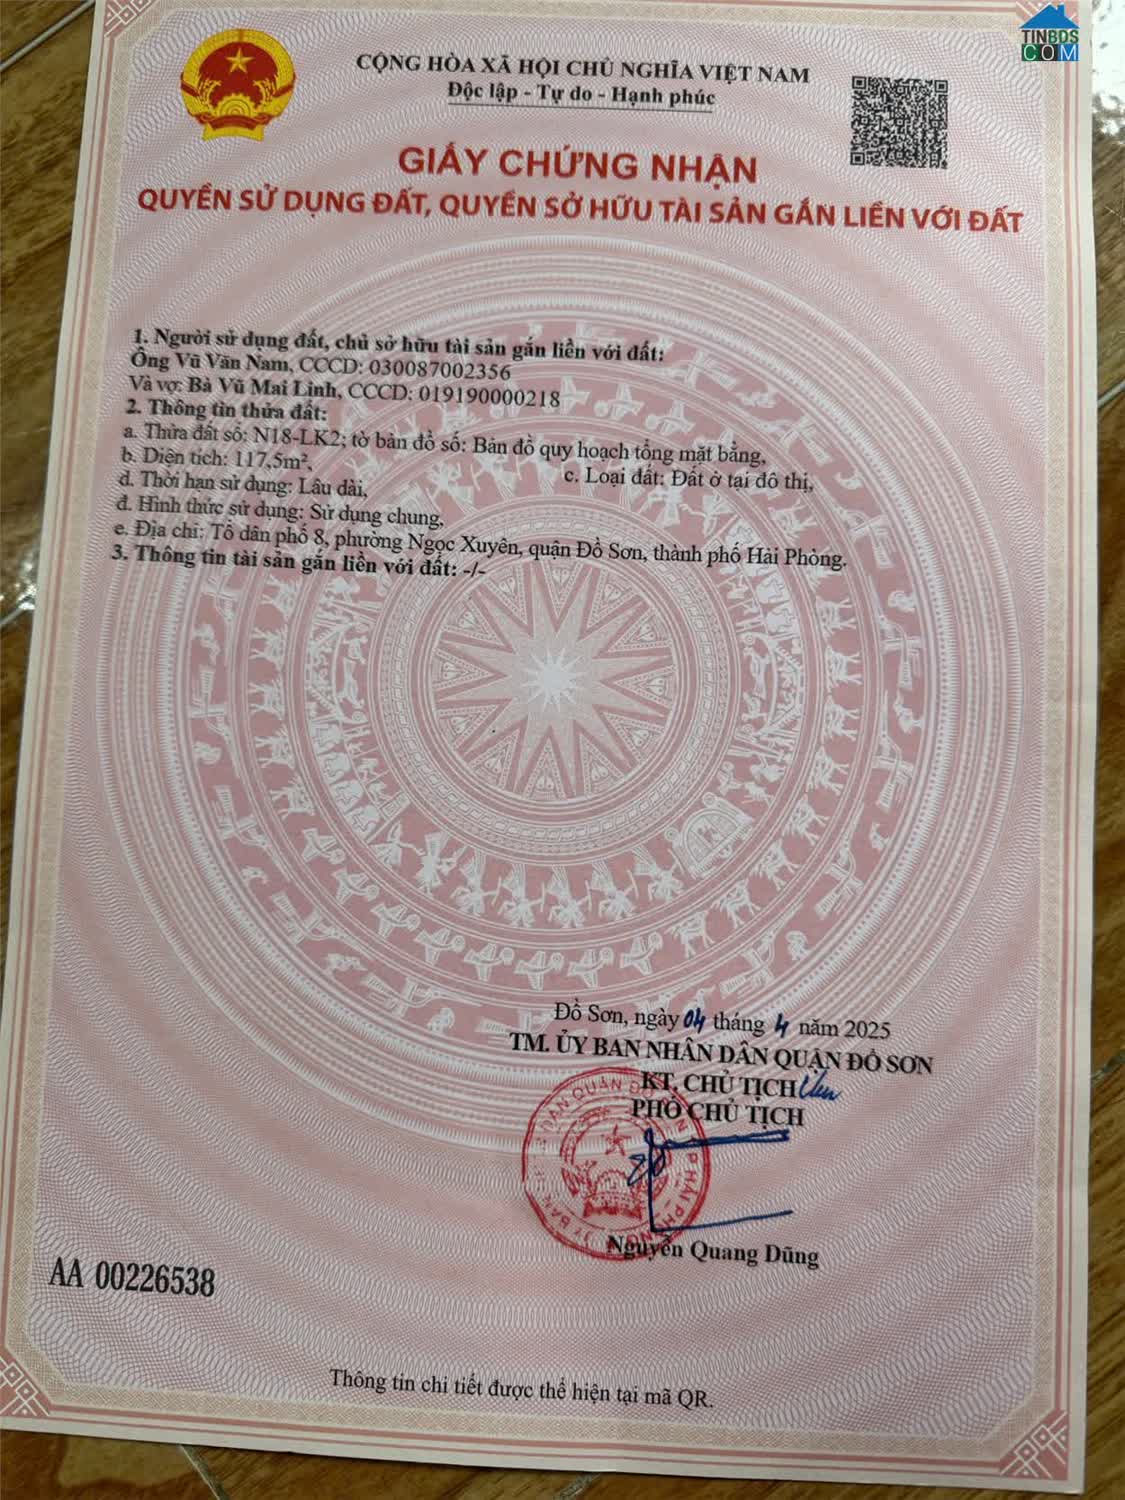 TINBDS
COM
CỘNG HÒA XÃ HỘI CHỦ NGHĨA VIỆT NAM
Độc lập - Tự do - Hạnh phúc
GIẤY CHỨNG NHẬN
QUYỀN SỬ DỤNG ĐẤT, QUYỀN SỞ HỮU TÀI SẢN GẮN LIỀN VỚI ĐẤT
1. Người sử dụng đất, chủ sở hữu tài sản gắn liền với đất:
Ông Vũ Văn Nam, CCCD: 030087002356
Và vợ: Bà Vũ Mai Linh, CCCD: 019190000218
2. Thông tin thửa đất:
a. Thửa đất số: N18-LK2; tờ bản đồ số: Bản đồ quy hoạch tổng mặt bằng,
b. Diện tích: 117,5m², c. Loại đất: Đất ở tại đô thị,
d. Thời hạn sử dụng: Lâu dài,
đ. Hình thức sử dụng: Sử dụng chung,
e. Địa chỉ: Tổ dân phố 8, phường Ngọc Xuyên, quận Đồ Sơn, thành phố Hải Phòng.
3. Thông tin tài sản gắn liền với đất: -/-
Đồ Sơn, ngày 04 tháng 4 năm 2025
TM. ỦY BAN NHÂN DÂN QUẬN ĐỒ SƠN
KT. CHỦ TỊCH
PHÓ CHỦ TỊCH
Nguyễn Quang Dũng
AA 00226538
Thông tin chi tiết được thể hiện tại mã QR.